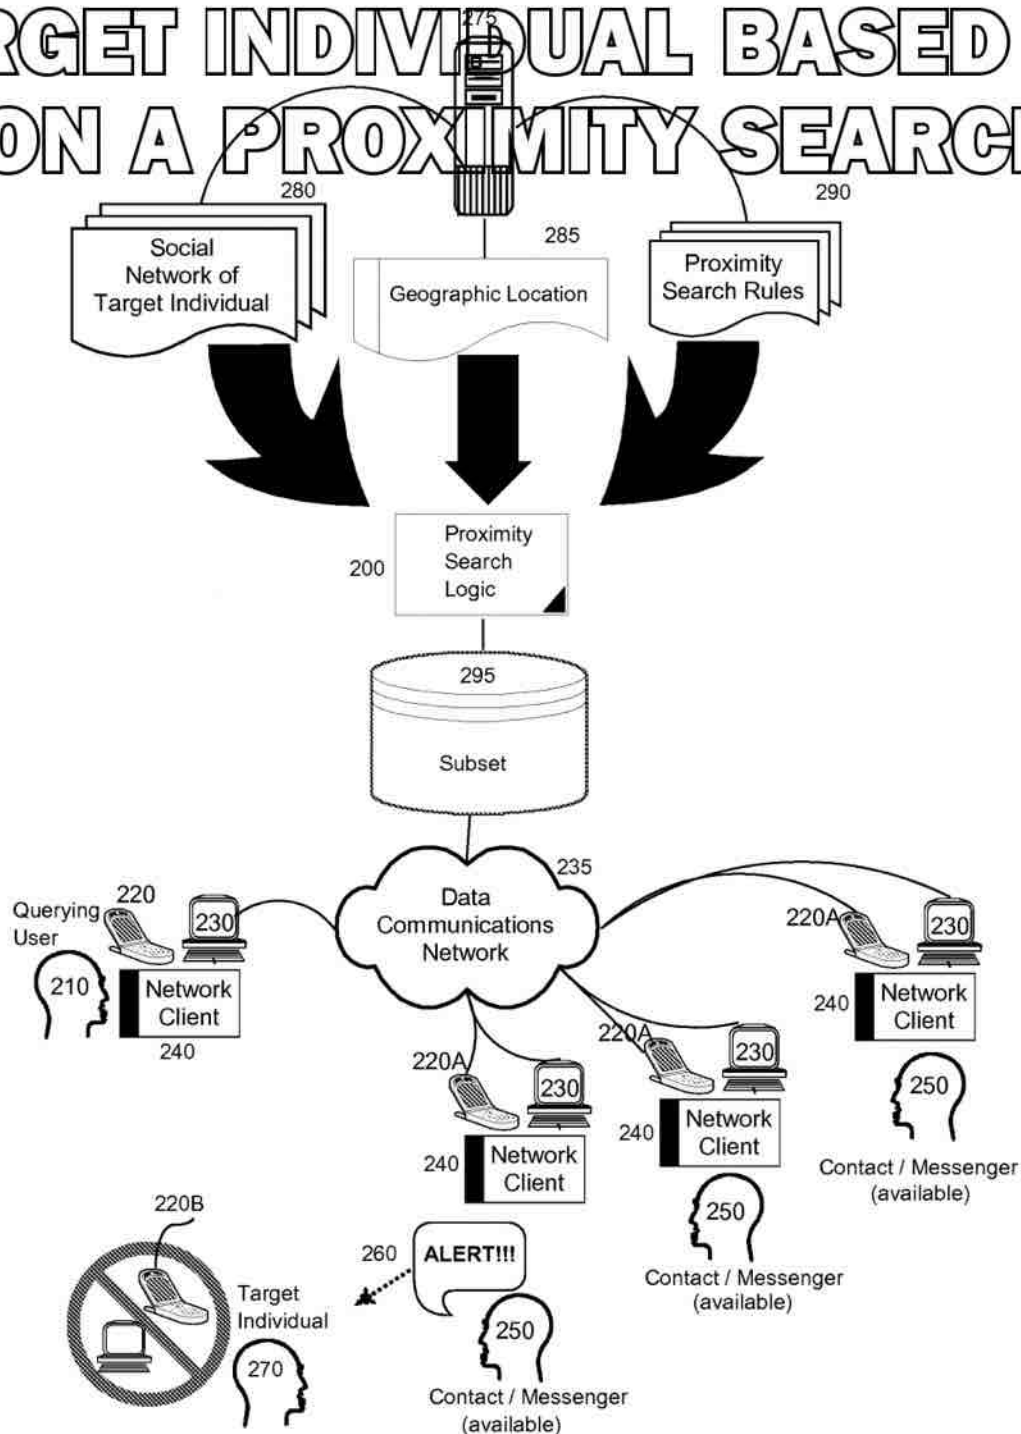 275
RGET INDIVIDUAL BASED
ON A PROXIMITY SEARCH
280
290
285
Social
Network of
Target Individual
Geographic Location
Proximity
Search Rules
200
Proximity
Search
Logic
295
Subset
235
Data
Communications
Network
220
Querying
User
230
210
Network
Client
240
220A
230
240
Network
Client
250
Contact / Messenger
(available)
220A
230
240
Network
Client
250
Contact / Messenger
(available)
220A
230
240
Network
Client
220B
260
ALERT!!!
Target
Individual
270
250
Contact / Messenger
(available)